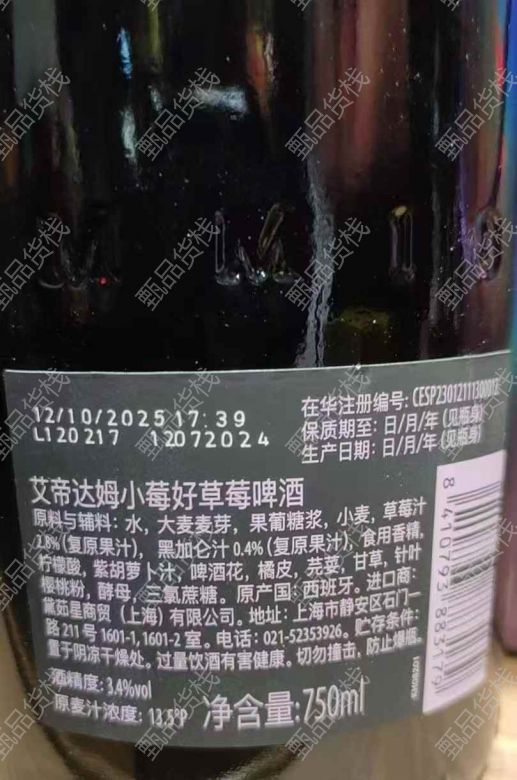 12/10/2025 17:39
L120217 12072024
在华注册编号: CESP23012111300013
保质期至: 日/月/年 (见瓶身)
生产日期: 日/月/年 (见瓶身)
艾帝达姆小莓好草莓啤酒
原料与辅料: 水, 大麦麦芽, 果葡糖浆, 小麦, 草莓汁
2.8% (复原果汁), 黑加仑汁 0.4% (复原果汁), 食用香精,
柠檬酸, 紫胡萝卜汁, 啤酒花, 橘皮, 芫荽, 甘草, 针叶
樱桃粉, 酵母, 三氯蔗糖。原产国: 西班牙。进口商:
黛茹星商贸 (上海) 有限公司。地址: 上海市静安区石门一
路 211 号 1601-1, 1601-2 室。电话: 021-52353926。贮存条件:
置于阴凉干燥处。过量饮酒有害健康。切勿撞击, 防止爆瓶。
酒精度: 3.4%vol
原麦汁浓度: 13.5°P
净含量: 750ml
8 410793 883179
甄品货栈